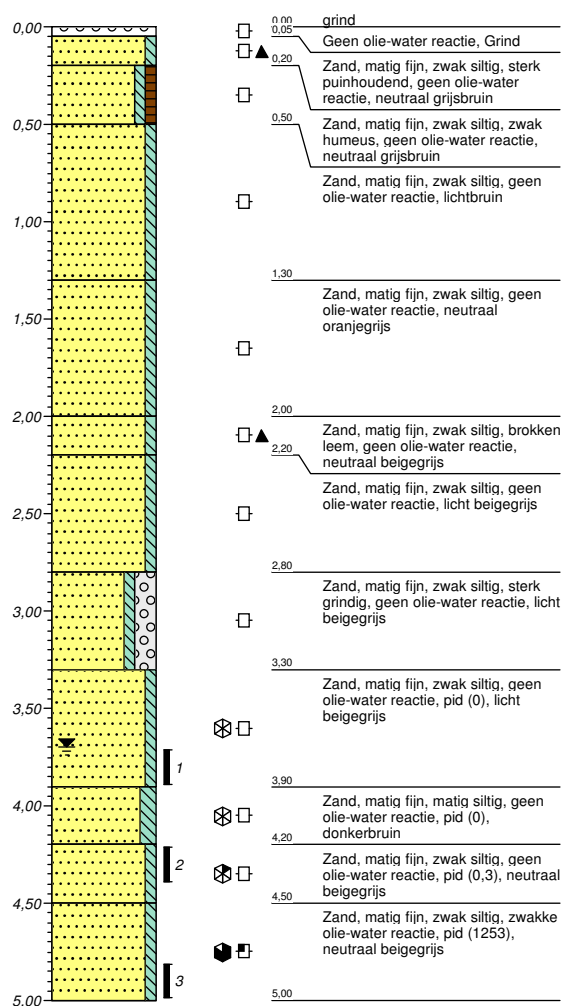 0,00
0,50
1,00
1,50
2,00
2,50
3,00
3,50
4,00
4,50
5,00
1
2
3
0,00
grind
0,05
Geen olie-water reactie, Grind
0,20
Zand, matig fijn, zwak siltig, sterk
puinhoudend, geen olie-water
reactie, neutraal grijsbruin
0,50
Zand, matig fijn, zwak siltig, zwak
humeus, geen olie-water reactie,
neutraal grijsbruin
Zand, matig fijn, zwak siltig, geen
olie-water reactie, lichtbruin
1,30
Zand, matig fijn, zwak siltig, geen
olie-water reactie, neutraal
oranjegrijs
2,00
Zand, matig fijn, zwak siltig, brokken
leem, geen olie-water reactie,
neutraal beigegrijs
2,20
Zand, matig fijn, zwak siltig, geen
olie-water reactie, licht beigegrijs
2,80
Zand, matig fijn, zwak siltig, sterk
grindig, geen olie-water reactie, licht
beigegrijs
3,30
Zand, matig fijn, zwak siltig, geen
olie-water reactie, pid (0), licht
beigegrijs
3,90
Zand, matig fijn, matig siltig, geen
olie-water reactie, pid (0),
donkerbruin
4,20
Zand, matig fijn, zwak siltig, geen
olie-water reactie, pid (0,3), neutraal
beigegrijs
4,50
Zand, matig fijn, zwak siltig, zwakke
olie-water reactie, pid (1253),
neutraal beigegrijs
5,00